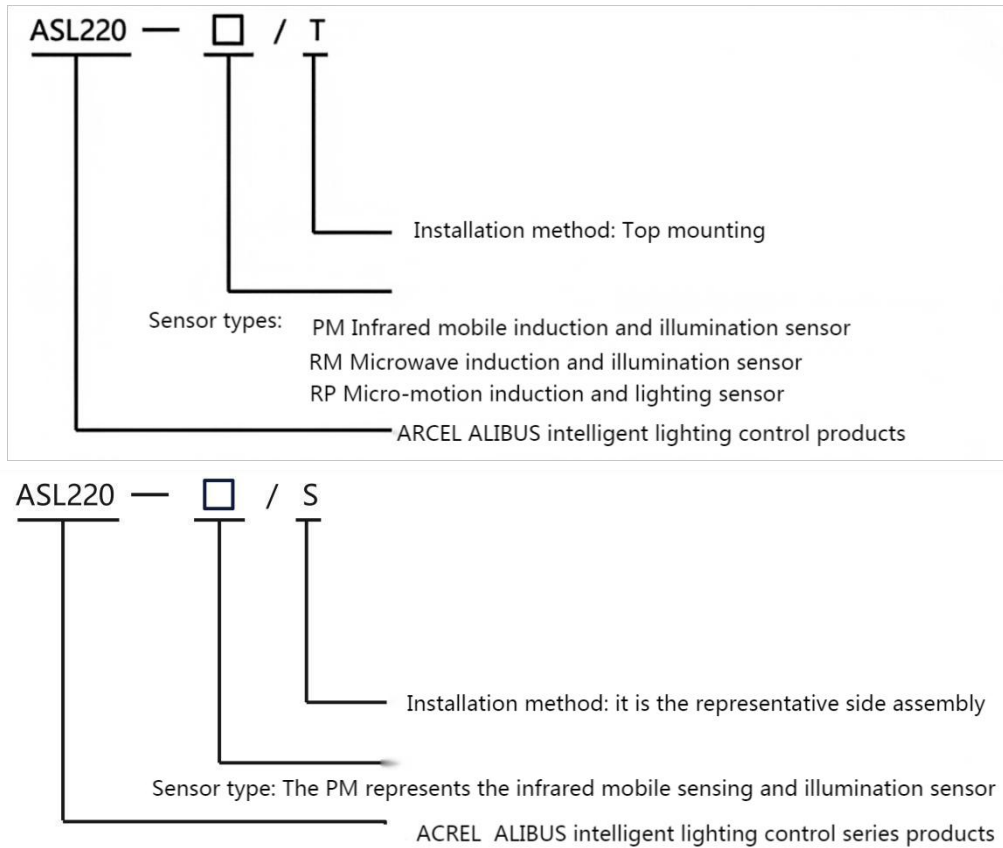 ASL220 — □ / T
Installation method: Top mounting
Sensor types: PM Infrared mobile induction and illumination sensor
RM Microwave induction and illumination sensor
RP Micro-motion induction and lighting sensor
ARCEL ALIBUS intelligent lighting control products
ASL220 — □ / S
Installation method: it is the representative side assembly
Sensor type: The PM represents the infrared mobile sensing and illumination sensor
ACREL ALIBUS intelligent lighting control series products